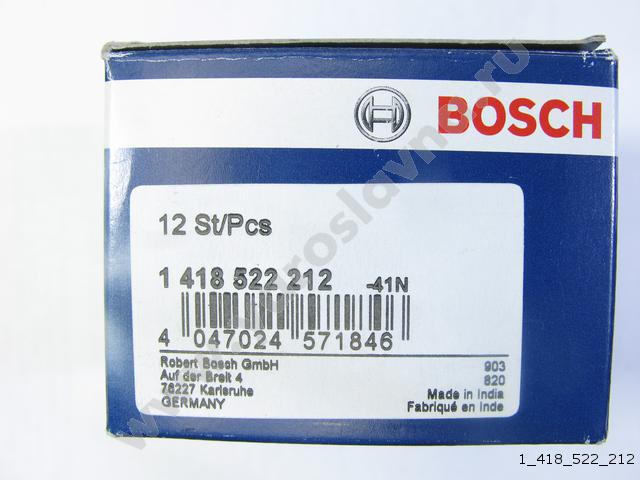 BOSCH
12 St/Pcs
1 418 522 212 -41N
4 047024 571846
Robert Bosch GmbH
Auf der Breit 4
76227 Karlsruhe
GERMANY
903
820
Made in India
Fabriqué en Inde
1_418_522_212